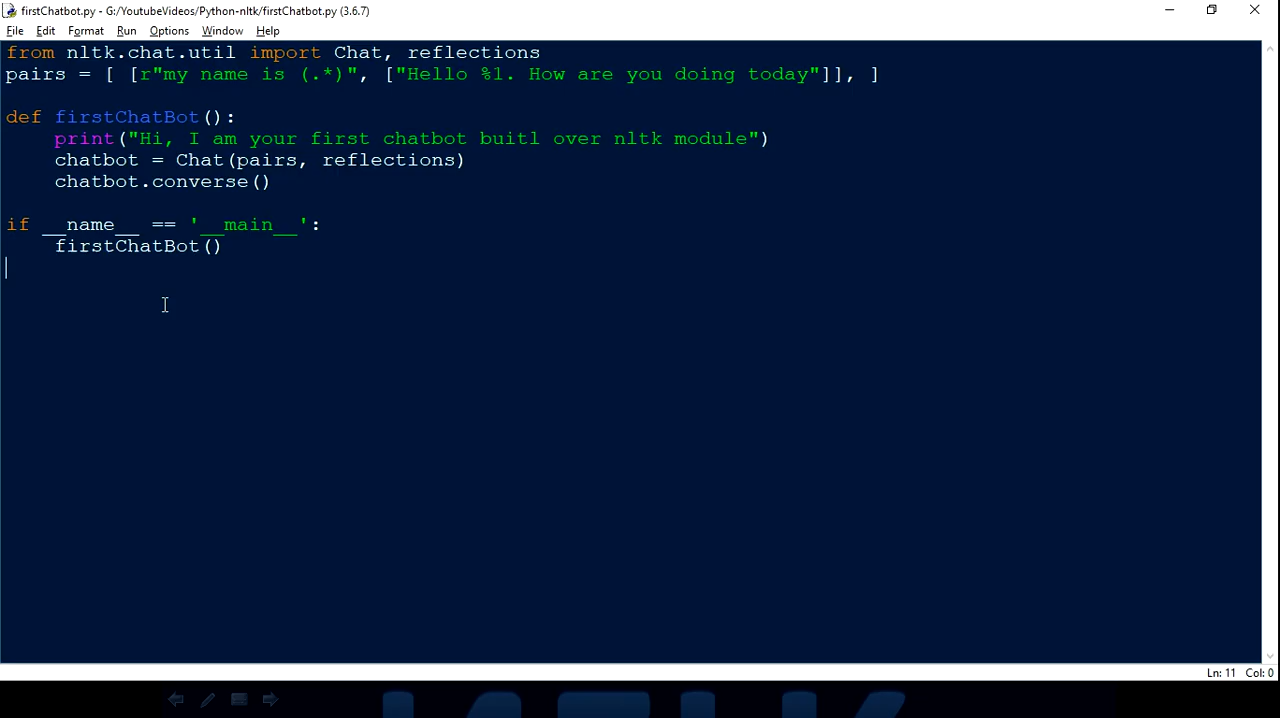 firstChatbot.py - G:/YoutubeVideos/Python-nltk/firstChatbot.py (3.6.7)
File Edit Format Run Options Window Help
from nltk.chat.util import Chat, reflections
pairs = [ [r"my name is (.*)", ["Hello %1. How are you doing today"]], ]
def firstChatBot():
    print("Hi, I am your first chatbot buitl over nltk module")
    chatbot = Chat(pairs, reflections)
    chatbot.converse()
if __name__ == '__main__':
    firstChatBot()
Ln: 11 Col: 0